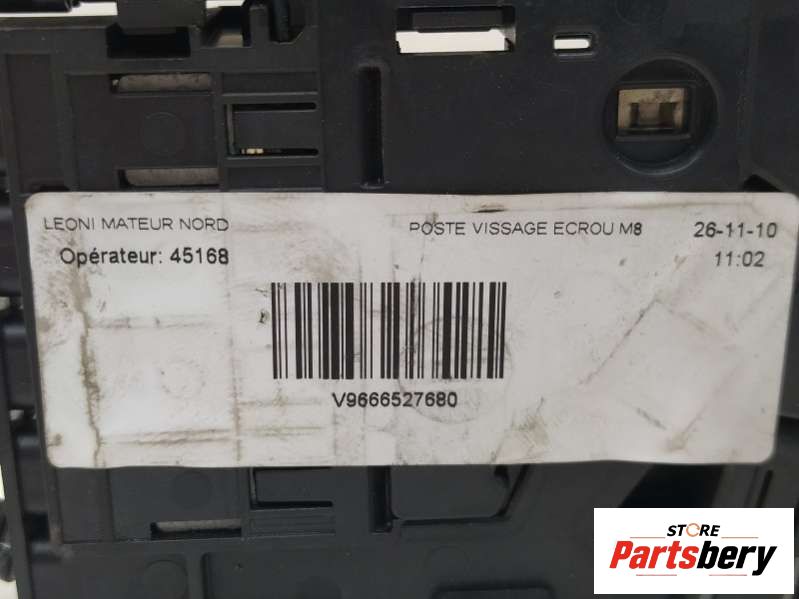 LEONI MATEUR NORD POSTE VISSAGE ECROU M8 26-11-10
Opérateur: 45168 11:02
V9666527680
STORE
Partsbery